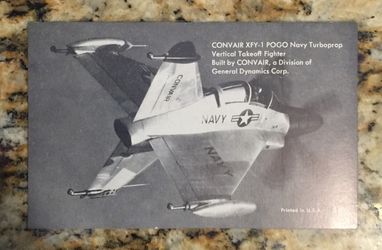 CONVAIR XFY-1 POGO Navy Turboprop
Vertical Takeoff Fighter
Built by CONVAIR, a Division of
General Dynamics Corp.
CONVAIR
NAVY
NAVY
Printed in U.S.A.